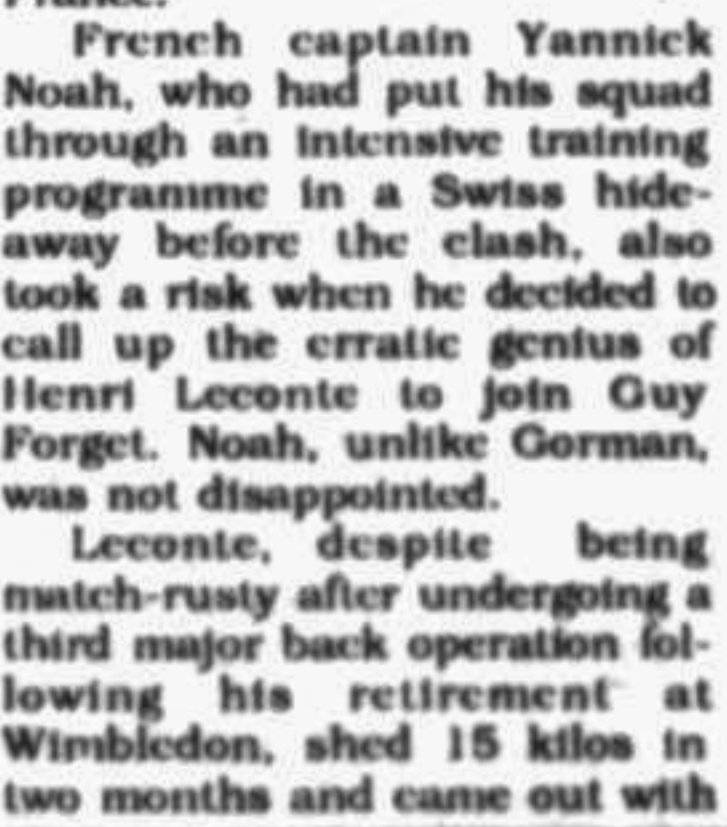 France.
French captain Yannick
Noah, who had put his squad
through an intensive training
programme in a Swiss hide-
away before the clash, also
took a risk when he decided to
call up the erratic genius of
Henri Leconte to join Guy
Forget. Noah, unlike Gorman,
was not disappointed.
Leconte, despite being
match-rusty after undergoing a
third major back operation fol-
lowing his retirement at
Wimbledon, shed 15 kilos in
two months and came out with